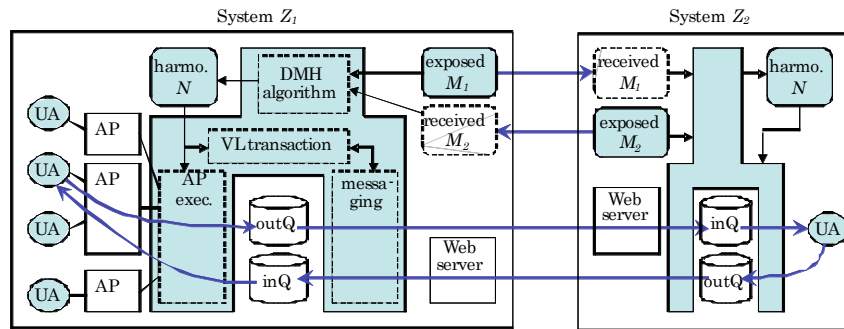 System Z1
System Z2
harmo.
N
DMH
algorithm
exposed
M1
received
M1
harmo.
N
UA
AP
received
M2
exposed
M2
VL transaction
UA
AP
AP
exec.
messa-
ging
Web
server
UA
outQ
inQ
UA
Web
server
UA
AP
inQ
outQ